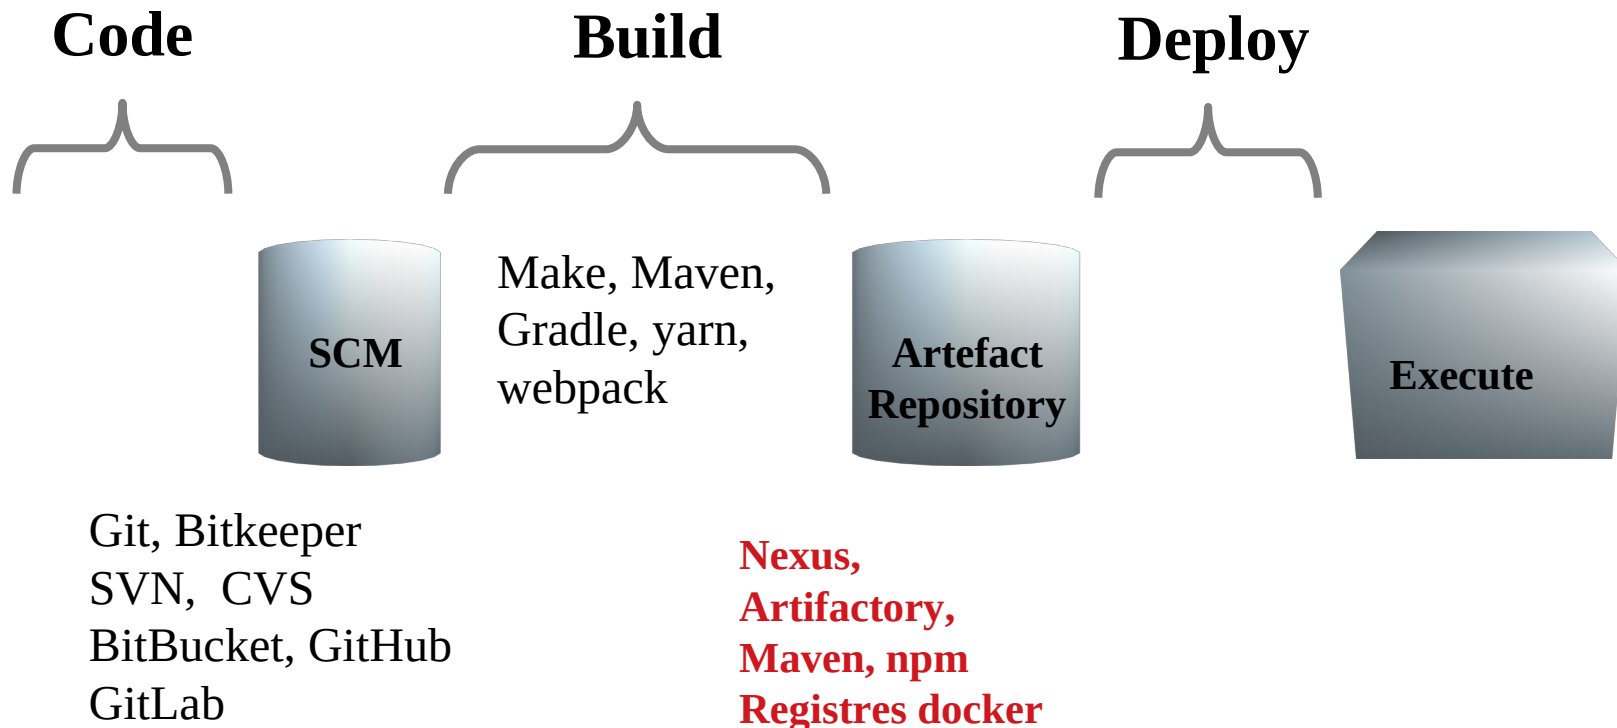 Code
Build
Deploy
SCM
Make, Maven,
Gradle, yarn,
webpack
Artefact
Repository
Execute
Git, Bitkeeper
SVN,  CVS
BitBucket, GitHub
GitLab
Nexus,
Artifactory,
Maven, npm
Registres docker